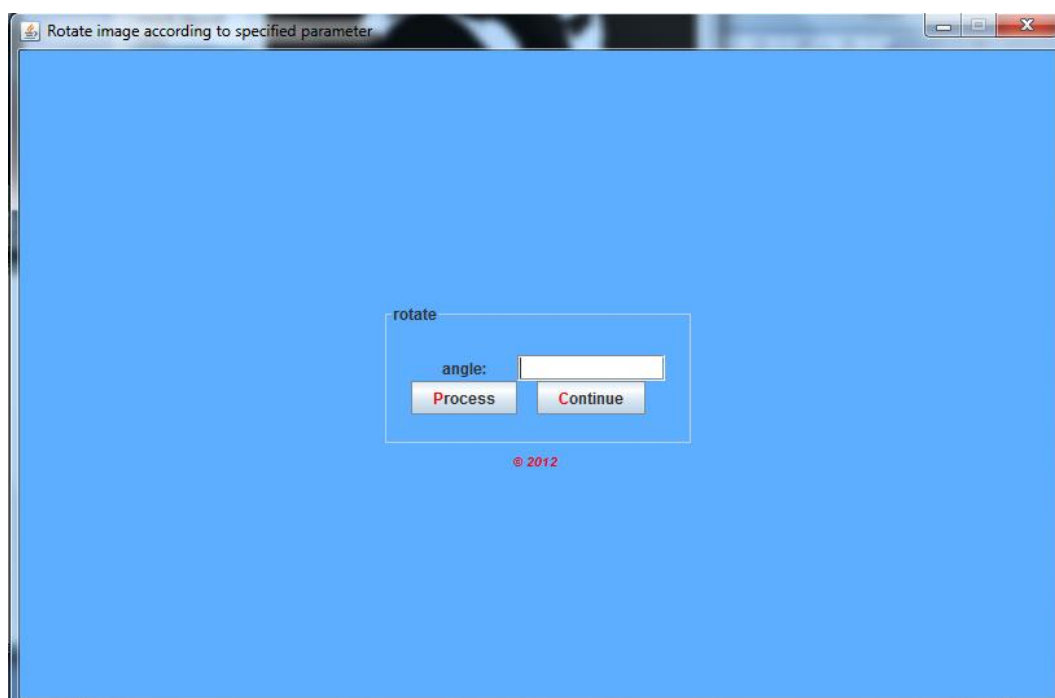 Rotate image according to specified parameter
rotate
angle:
Process Continue
© 2012